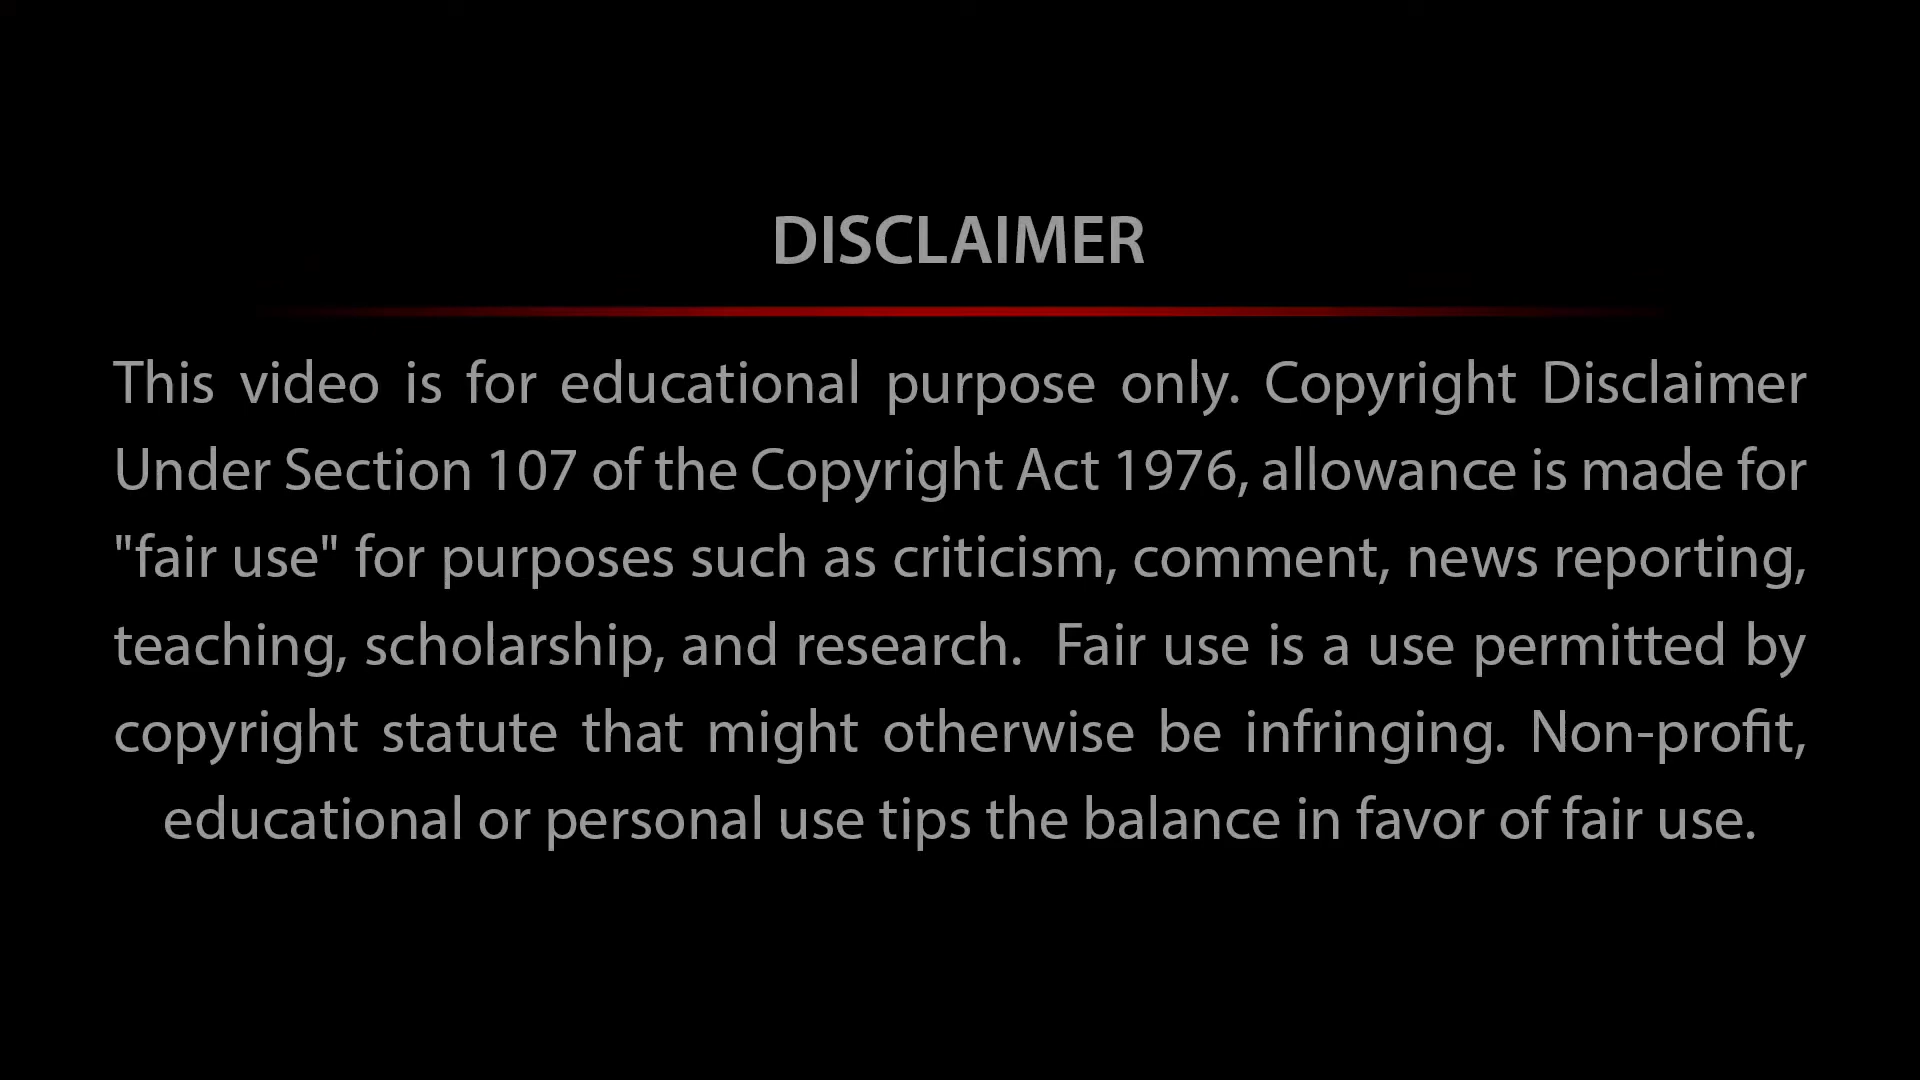 DISCLAIMER
This video is for educational purpose only. Copyright Disclaimer
Under Section 107 of the Copyright Act 1976, allowance is made for
"fair use" for purposes such as criticism, comment, news reporting,
teaching, scholarship, and research.  Fair use is a use permitted by
copyright statute that might otherwise be infringing. Non-profit,
educational or personal use tips the balance in favor of fair use.